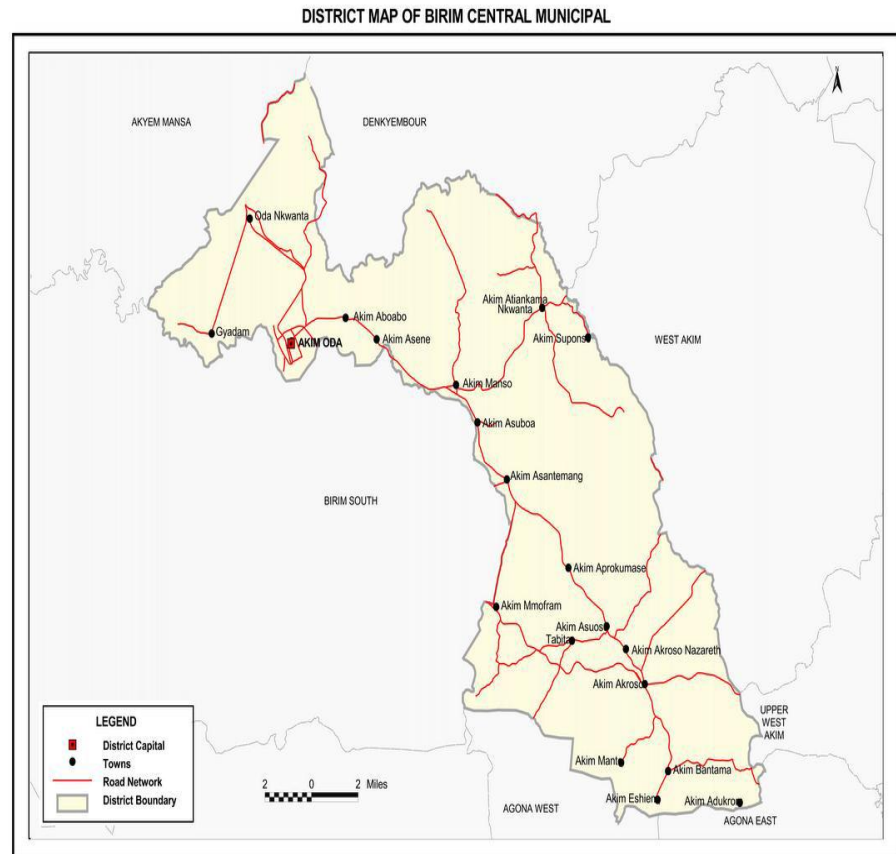 DISTRICT MAP OF BIRIM CENTRAL MUNICIPAL
N
AKYEM MANSA
DENKYEMBOUR
Oda Nkwanta
Akim Atiankama
Nkwanta
Akim Aboabo
Gyadam
AKIM ODA
Akim Asene
Akim Supons
WEST AKIM
Akim Manso
Akim Asuboa
Akim Asantemang
BIRIM SOUTH
Akim Aprokumase
Akim Mmofram
Akim Asuos
Tabita
Akim Akroso Nazareth
Akim Akroso
UPPER
WEST
AKIM
LEGEND
District Capital
Towns
Road Network
District Boundary
2 0 2 Miles
Akim Mant
Akim Bantama
Akim Eshien
Akim Adukrom
AGONA WEST
AGONA EAST